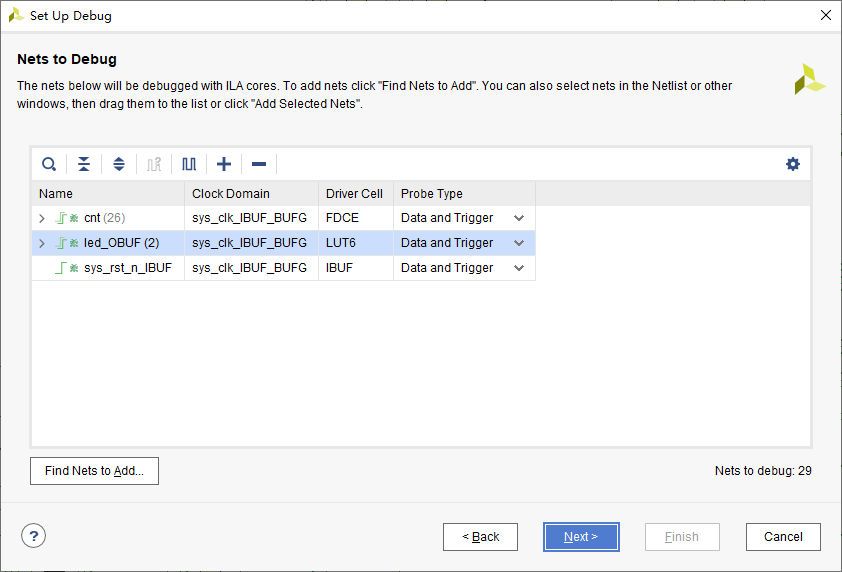 Set Up Debug
Nets to Debug
The nets below will be debugged with ILA cores. To add nets click "Find Nets to Add". You can also select nets in the Netlist or other
windows, then drag them to the list or click "Add Selected Nets".
Name Clock Domain Driver Cell Probe Type
cnt (26) sys_clk_IBUF_BUFG FDCE Data and Trigger
led_OBUF (2) sys_clk_IBUF_BUFG LUT6 Data and Trigger
sys_rst_n_IBUF sys_clk_IBUF_BUFG IBUF Data and Trigger
Find Nets to Add... Nets to debug: 29
? < Back Next > Finish Cancel